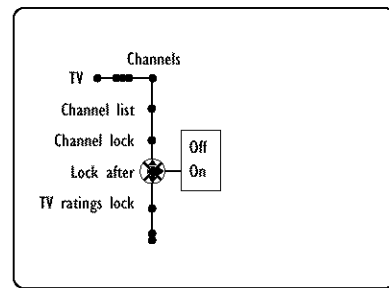 Channels
TV
Channel list
Channel lock
Off
Lock after
On
TV ratings lock